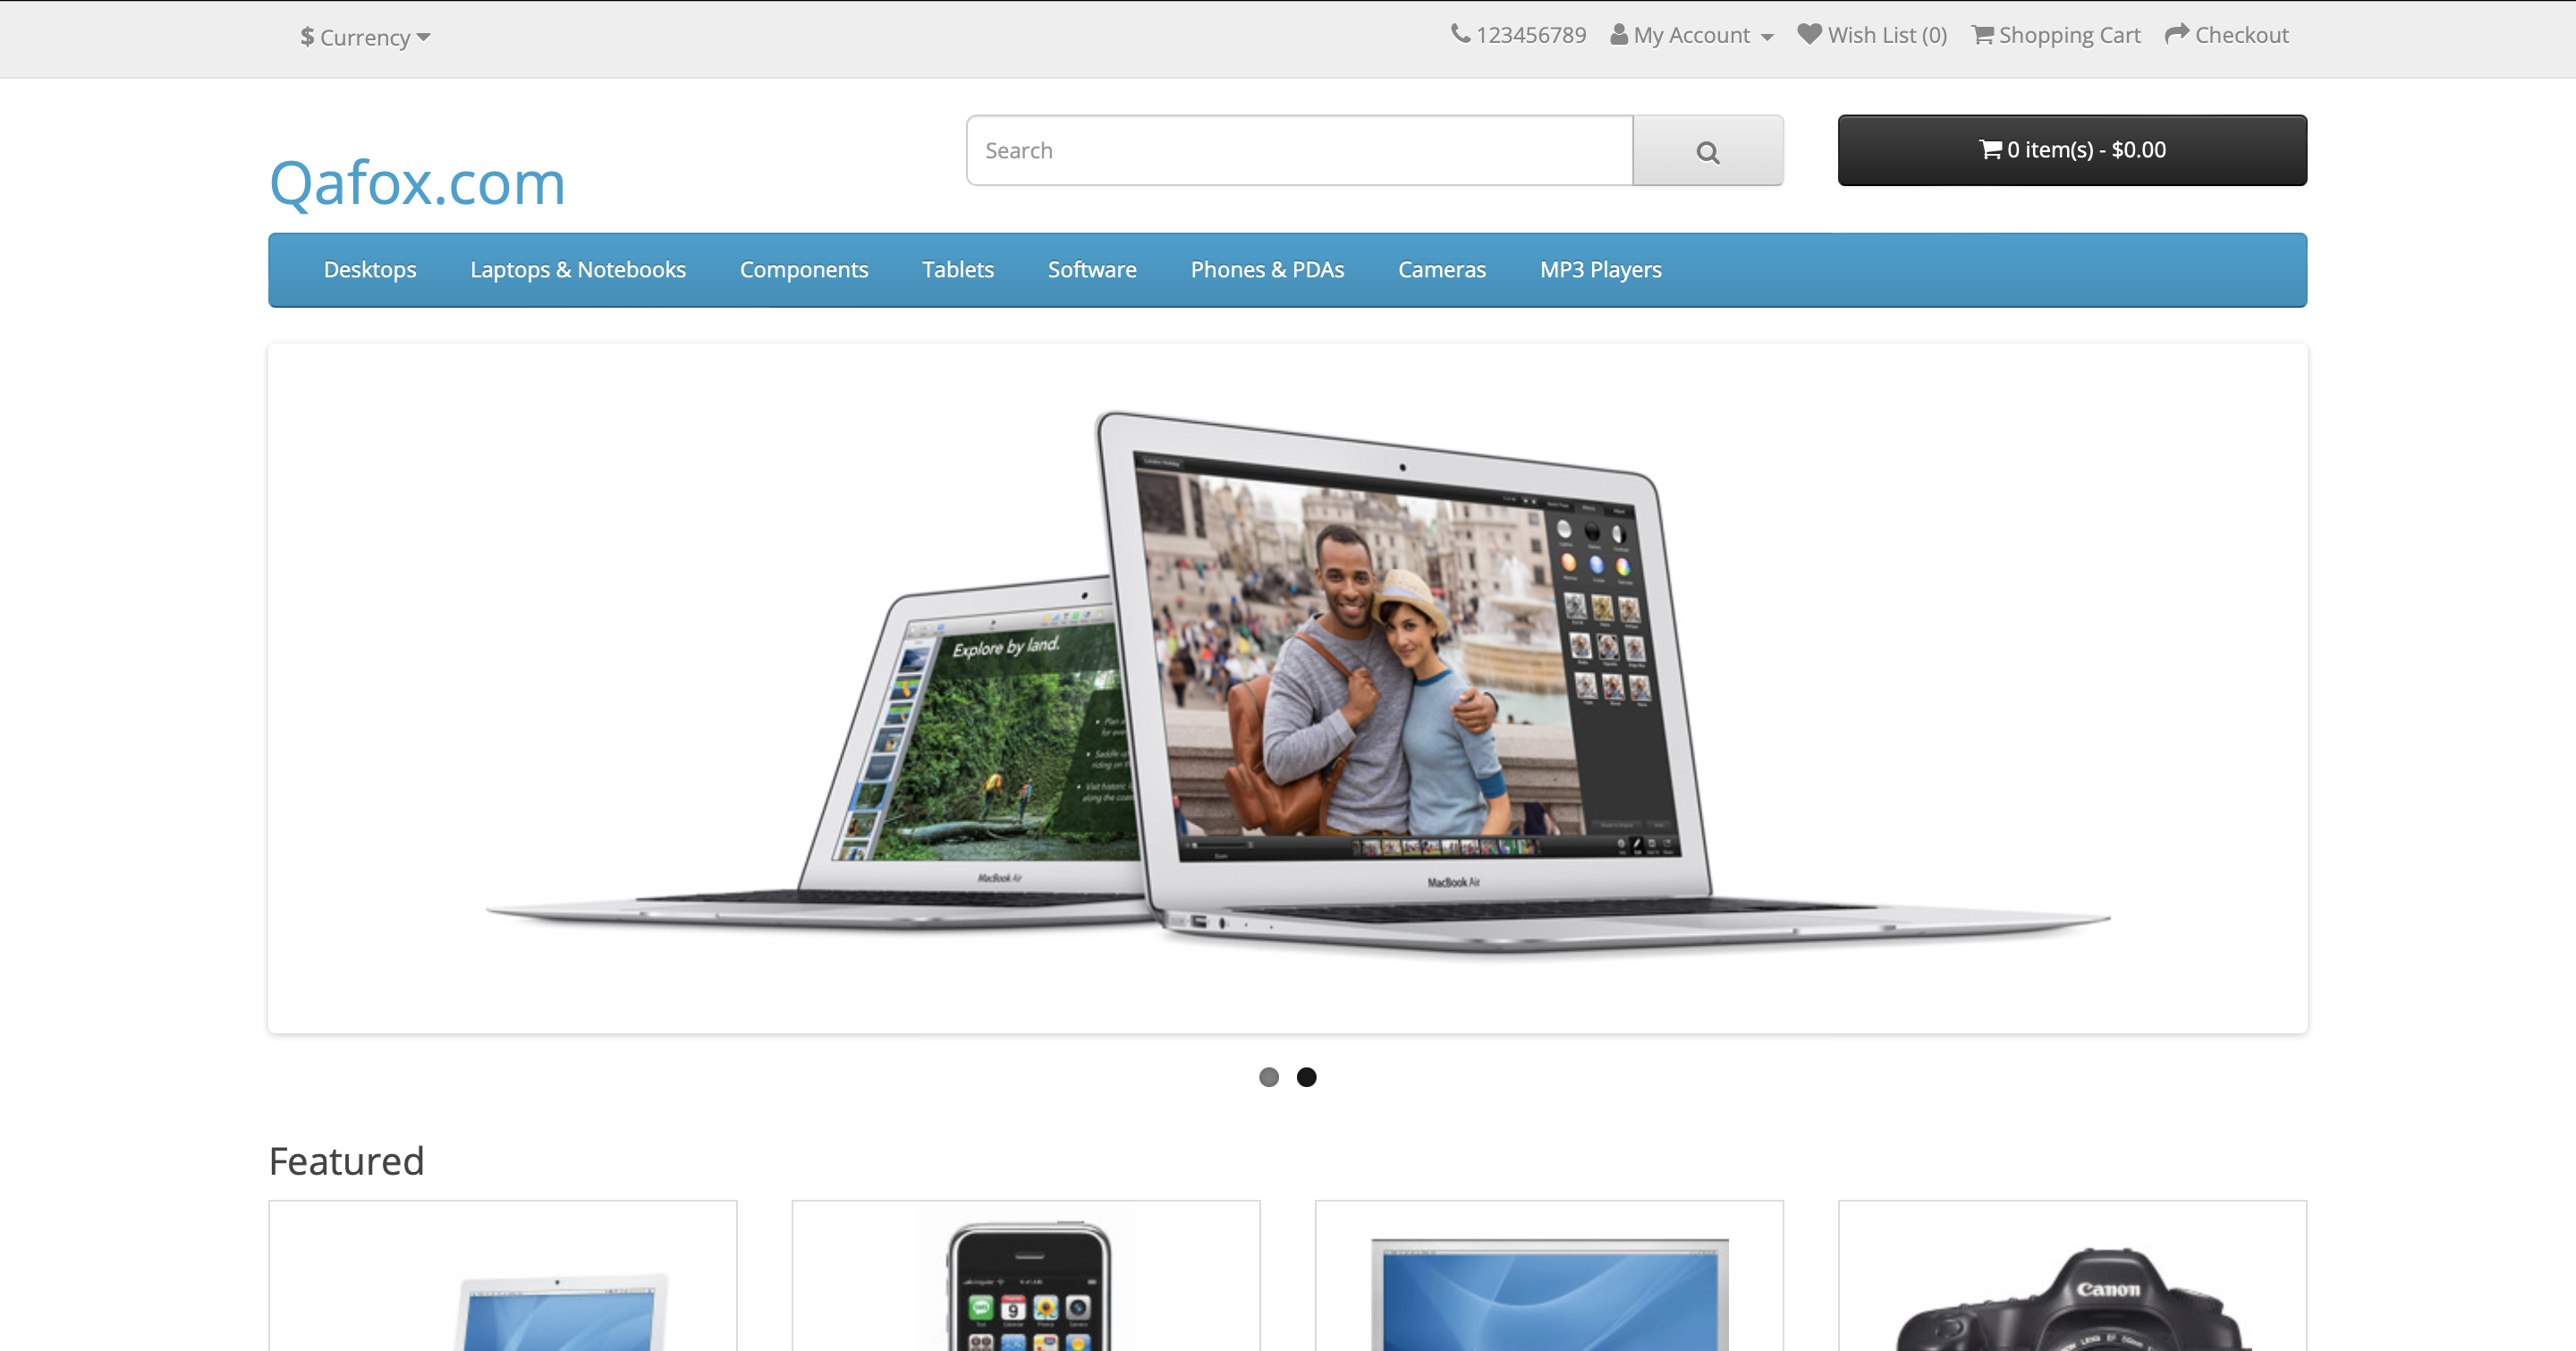 $ Currency
123456789 My Account Wish List (0) Shopping Cart Checkout
Search
0 item(s) - $0.00
Qafox.com
Desktops Laptops & Notebooks Components Tablets Software Phones & PDAs Cameras MP3 Players
Explore by land.
MacBook Air
MacBook Air
Featured
9
Canon